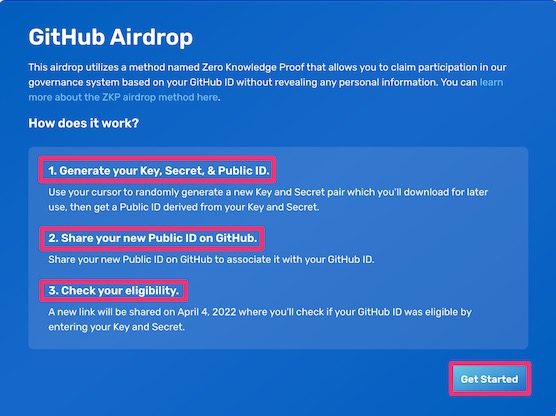 GitHub Airdrop
This airdrop utilizes a method named Zero Knowledge Proof that allows you to claim participation in our
governance system based on your GitHub ID without revealing any personal information. You can learn
more about the ZKP airdrop method here.
How does it work?
1. Generate your Key, Secret, & Public ID.
Use your cursor to randomly generate a new Key and Secret pair which you'll download for later
use, then get a Public ID derived from your Key and Secret.
2. Share your new Public ID on GitHub.
Share your new Public ID on GitHub to associate it with your GitHub ID.
3. Check your eligibility.
A new link will be shared on April 4, 2022 where you'll check if your GitHub ID was eligible by
entering your Key and Secret.
Get Started